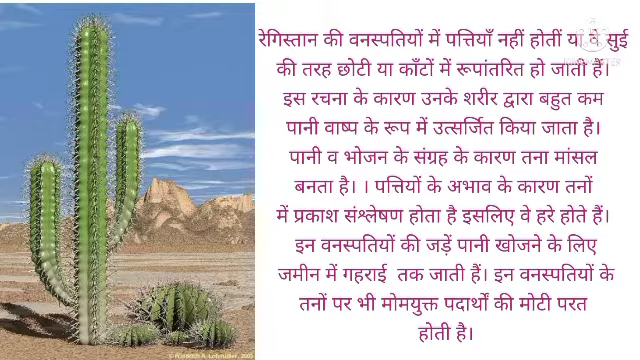 रेगिस्तान की वनस्पतियों में पत्तियाँ नहीं होतीं या वे सुई
की तरह छोटी या काँटों में रूपांतरित हो जाती हैं।
इस रचना के कारण उनके शरीर द्वारा बहुत कम
पानी वाष्प के रूप में उत्सर्जित किया जाता है।
पानी व भोजन के संग्रह के कारण तना मांसल
बनता है। । पत्तियों के अभाव के कारण तनों
में प्रकाश संश्लेषण होता है इसलिए वे हरे होते हैं।
इन वनस्पतियों की जड़ें पानी खोजने के लिए
जमीन में गहराई तक जाती हैं। इन वनस्पतियों के
तनों पर भी मोमयुक्त पदार्थों की मोटी परत
होती है।